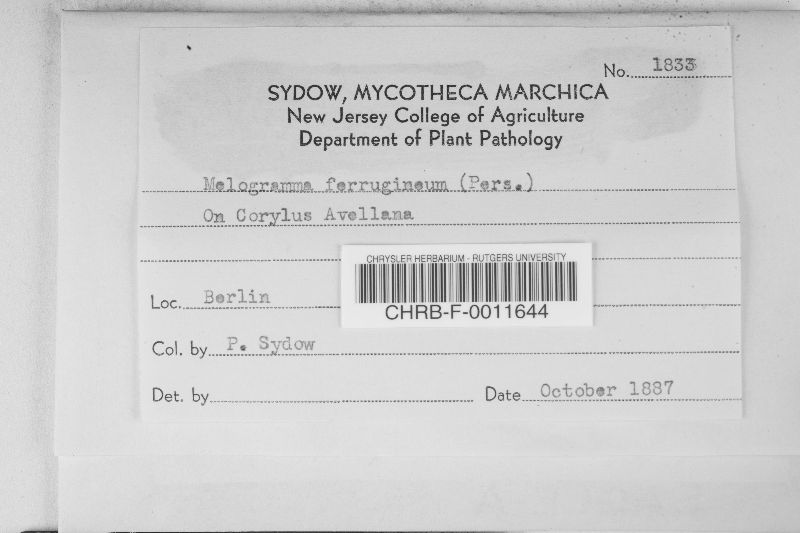 No. 1833
SYDOW, MYCOTHECA MARCHICA
New Jersey College of Agriculture
Department of Plant Pathology
Melogramma ferrugineum (Pers.)
On Corylus Avellana
CHRYSLER HERBARIUM - RUTGERS UNIVERSITY
CHRB-F-0011644
Loc. Berlin
Col. by P. Sydow
Det. by
Date October 1887